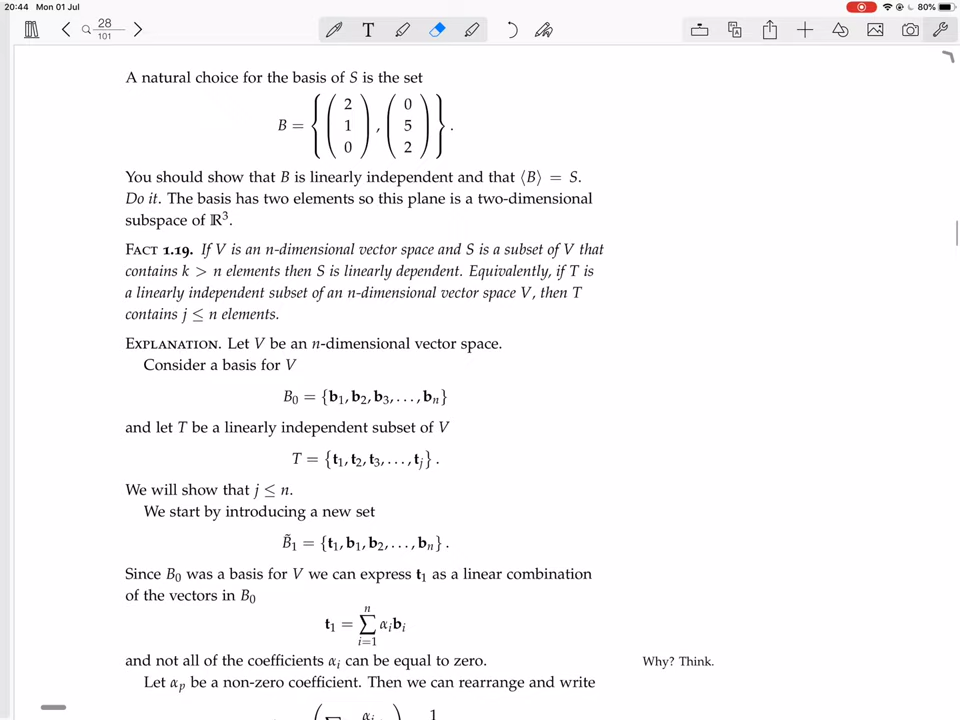 20:44 Mon 01 Jul
80%
28
101
T
A natural choice for the basis of S is the set
B = { ( 2 1 0 ) , ( 0 5 2 ) } .
You should show that B is linearly independent and that ⟨B⟩ = S.
Do it. The basis has two elements so this plane is a two-dimensional
subspace of ℝ³.
FACT 1.19. If V is an n-dimensional vector space and S is a subset of V that
contains k > n elements then S is linearly dependent. Equivalently, if T is
a linearly independent subset of an n-dimensional vector space V, then T
contains j ≤ n elements.
EXPLANATION. Let V be an n-dimensional vector space.
Consider a basis for V
B₀ = {b₁, b₂, b₃, . . . , bₙ}
and let T be a linearly independent subset of V
T = {t₁, t₂, t₃, . . . , tⱼ} .
We will show that j ≤ n.
We start by introducing a new set
B̃₁ = {t₁, b₁, b₂, . . . , bₙ} .
Since B₀ was a basis for V we can express t₁ as a linear combination
of the vectors in B₀
t₁ = ∑ⁿᵢ₌₁ αᵢbᵢ
and not all of the coefficients αᵢ can be equal to zero.
Why? Think.
Let αₚ be a non-zero coefficient. Then we can rearrange and write